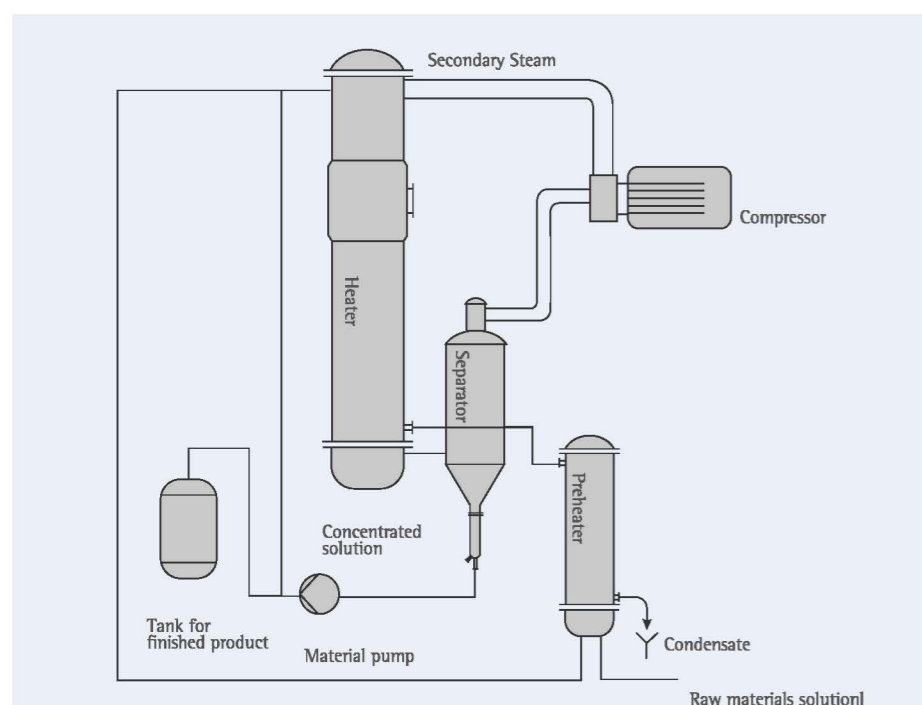 Secondary Steam
Compressor
Heater
Separator
Preheater
Concentrated
solution
Tank for
finished product
Material pump
Condensate
Raw materials solutionl